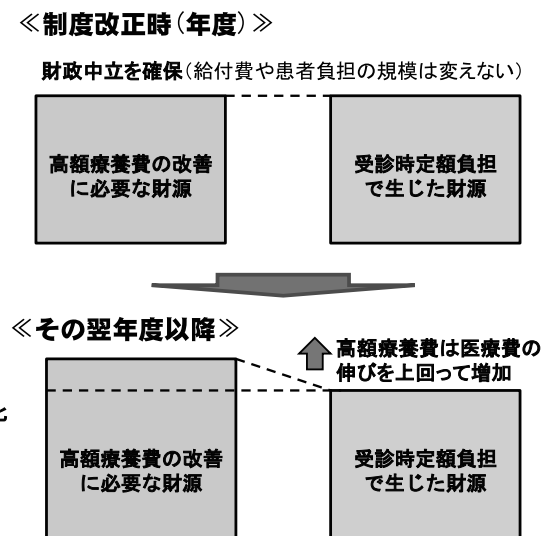 ≪制度改正時(年度)≫
財政中立を確保(給付費や患者負担の規模は変えない)
高額療養費の改善
に必要な財源
受診時定額負担
で生じた財源
≪その翌年度以降≫
高額療養費は医療費の
伸びを上回って増加
高額療養費の改善
に必要な財源
受診時定額負担
で生じた財源